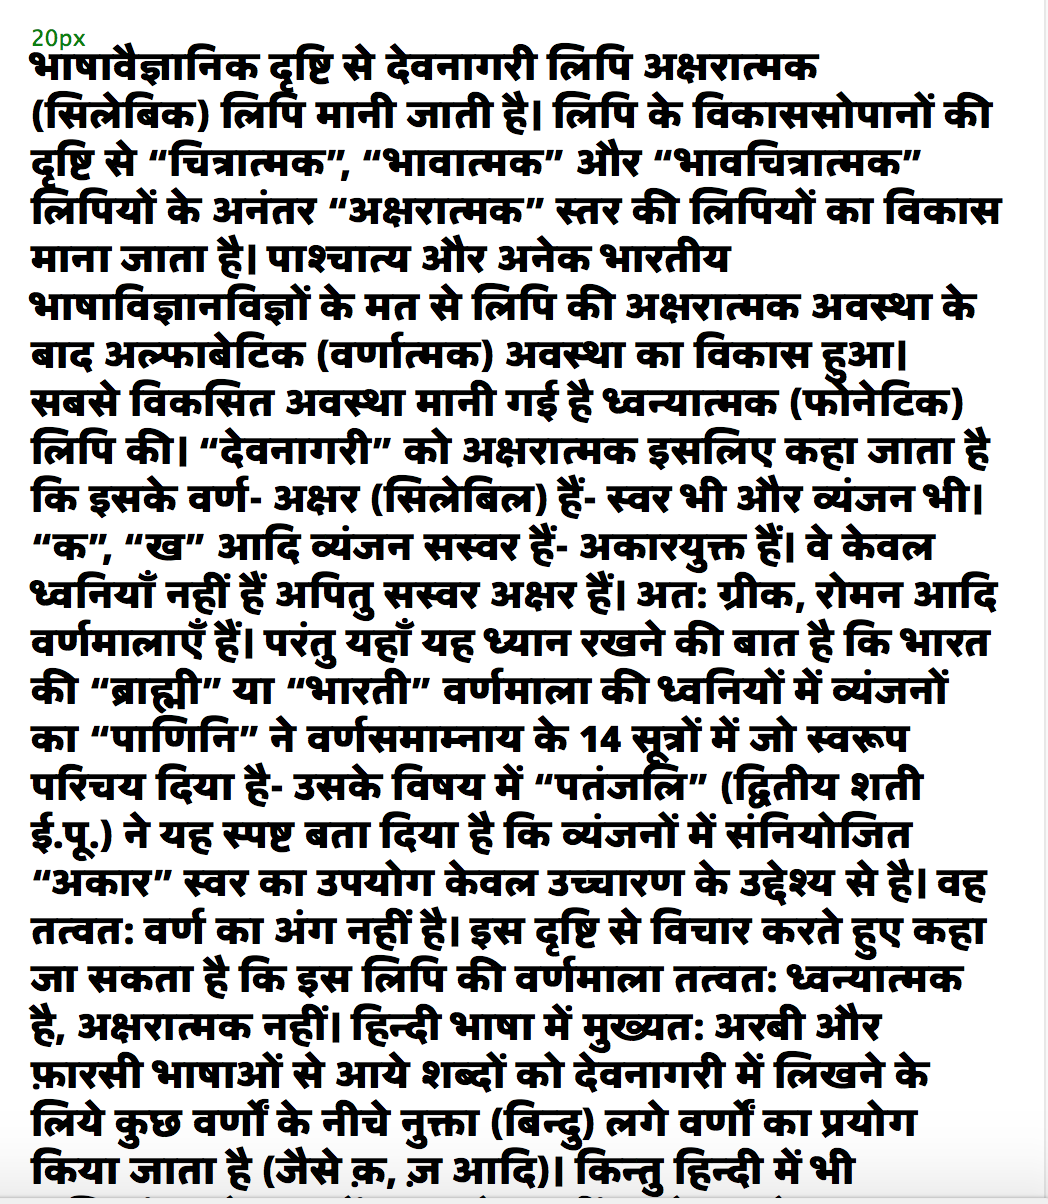 20px
भाषावैज्ञानिक दृष्टि से देवनागरी लिपि अक्षरात्मक
(सिलेबिक) लिपि मानी जाती है। लिपि के विकाससोपानों की
दृष्टि से “चित्रात्मक”, “भावात्मक” और “भावचित्रात्मक”
लिपियों के अनंतर “अक्षरात्मक” स्तर की लिपियों का विकास
माना जाता है। पाश्चात्य और अनेक भारतीय
भाषाविज्ञानविज्ञों के मत से लिपि की अक्षरात्मक अवस्था के
बाद अल्फाबेटिक (वर्णात्मक) अवस्था का विकास हुआ।
सबसे विकसित अवस्था मानी गई है ध्वन्यात्मक (फोनेटिक)
लिपि की। “देवनागरी” को अक्षरात्मक इसलिए कहा जाता है
कि इसके वर्ण- अक्षर (सिलेबिल) हैं- स्वर भी और व्यंजन भी।
“क”, “ख” आदि व्यंजन सस्वर हैं- अकारयुक्त हैं। वे केवल
ध्वनियाँ नहीं हैं अपितु सस्वर अक्षर हैं। अत: ग्रीक, रोमन आदि
वर्णमालाएँ हैं। परंतु यहाँ यह ध्यान रखने की बात है कि भारत
की “ब्राह्मी” या “भारती” वर्णमाला की ध्वनियों में व्यंजनों
का “पाणिनि” ने वर्णसमाम्नाय के 14 सूत्रों में जो स्वरूप
परिचय दिया है- उसके विषय में “पतंजलि” (द्वितीय शती
ई.पू.) ने यह स्पष्ट बता दिया है कि व्यंजनों में संनियोजित
“अकार” स्वर का उपयोग केवल उच्चारण के उद्देश्य से है। वह
तत्वत: वर्ण का अंग नहीं है। इस दृष्टि से विचार करते हुए कहा
जा सकता है कि इस लिपि की वर्णमाला तत्वत: ध्वन्यात्मक
है, अक्षरात्मक नहीं। हिन्दी भाषा में मुख्यत: अरबी और
फ़ारसी भाषाओं से आये शब्दों को देवनागरी में लिखने के
लिये कुछ वर्णों के नीचे नुक्ता (बिन्दु) लगे वर्णों का प्रयोग
किया जाता है (जैसे क़, ज़ आदि)। किन्तु हिन्दी में भी